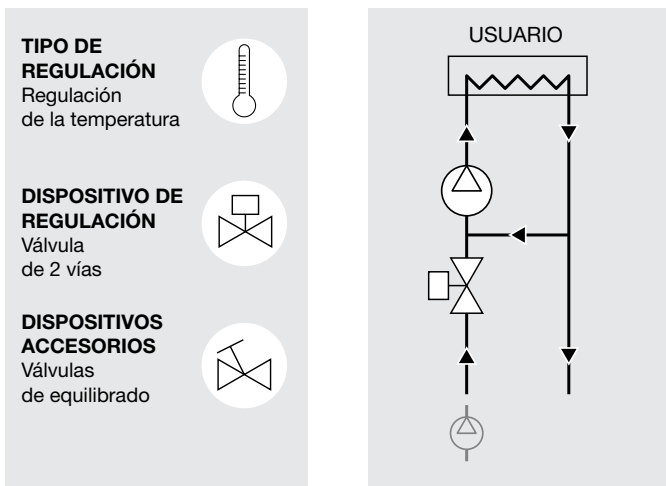 TIPO DE
REGULACIÓN
Regulación
de la temperatura
DISPOSITIVO DE
REGULACIÓN
Válvula
de 2 vías
DISPOSITIVOS
ACCESORIOS
Válvulas
de equilibrado
USUARIO